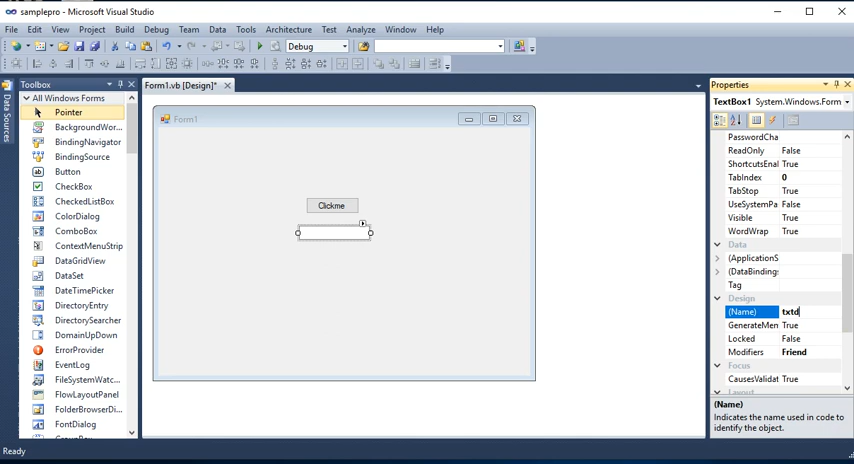 samplepro - Microsoft Visual Studio
File Edit View Project Build Debug Team Data Tools Architecture Test Analyze Window Help
Debug
Data Sources
Toolbox
All Windows Forms
Pointer
BackgroundWor...
BindingNavigator
BindingSource
Button
CheckBox
CheckedListBox
ColorDialog
ComboBox
ContextMenuStrip
DataGridView
DataSet
DateTimePicker
DirectoryEntry
DirectorySearcher
DomainUpDown
ErrorProvider
EventLog
FileSystemWatc...
FlowLayoutPanel
FolderBrowserDi...
FontDialog
Form1.vb [Design]*
Form1
Clickme
Properties
TextBox1 System.Windows.Form
PasswordCha
ReadOnly False
ShortcutsEnal True
TabIndex 0
TabStop True
UseSystemPa False
Visible True
WordWrap True
Data
(ApplicationS
(DataBindings
Tag
Design
(Name) txtd
GenerateMen True
Locked False
Modifiers Friend
Focus
CausesValidat True
Layout
(Name)
Indicates the name used in code to
identify the object.
Ready